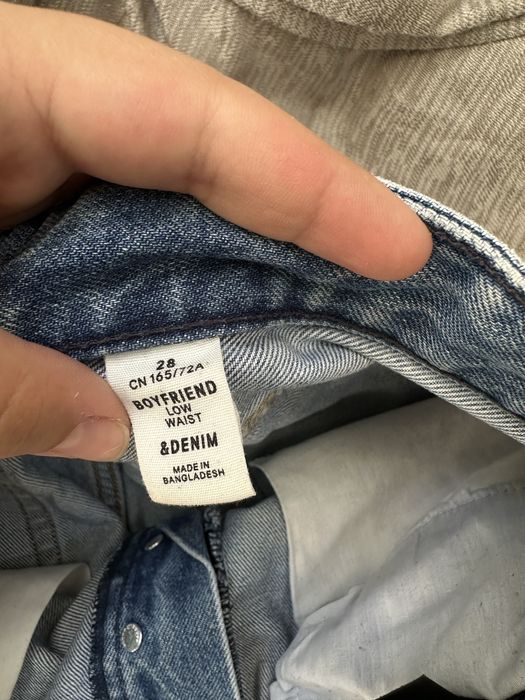 28
CN 165/72A
BOYFRIEND
LOW
WAIST
&DENIM
MADE IN
BANGLADESH